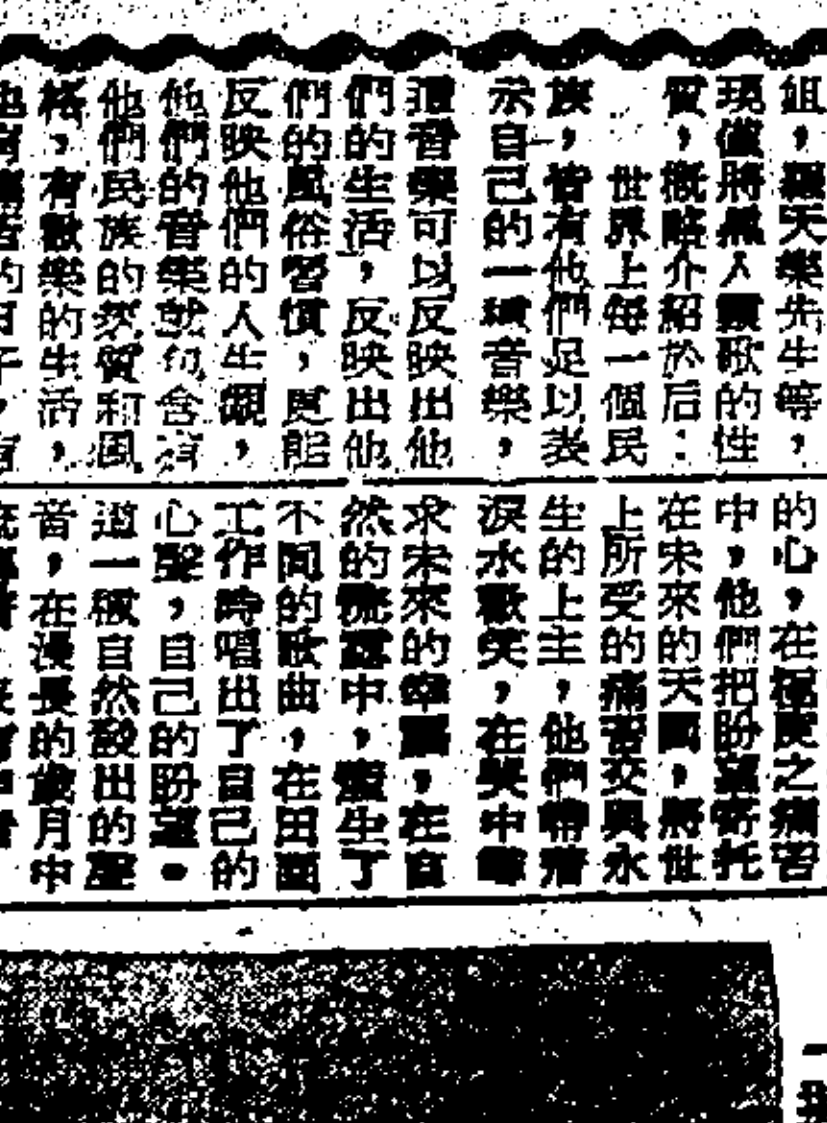 姐,羅天樂先生等,
現僅將黑人靈歌的性
質,概略介紹於后:
世界上每一個民
族,皆有他們足以表
示自己的一種音樂,
這音樂可以反映出他
們的生活,反映出他
們的風俗習慣,更能
反映他們的人生觀,
他們的音樂就包含有
他們民族的氣質和風
格,有歡樂的生活,
的心,在極度之痛苦
中,他們把盼望寄托
在未來的天國,將世
上所受的痛苦交與永
生的上主,他們帶着
淚水歡笑,在哭中
求未來的幸福,在自
然的流露中,產生了
不同的歌曲,在田園
工作時唱出了自己的
心聲,自己的盼望。
這一種自然發出的聲
音,在漫長的歲月中